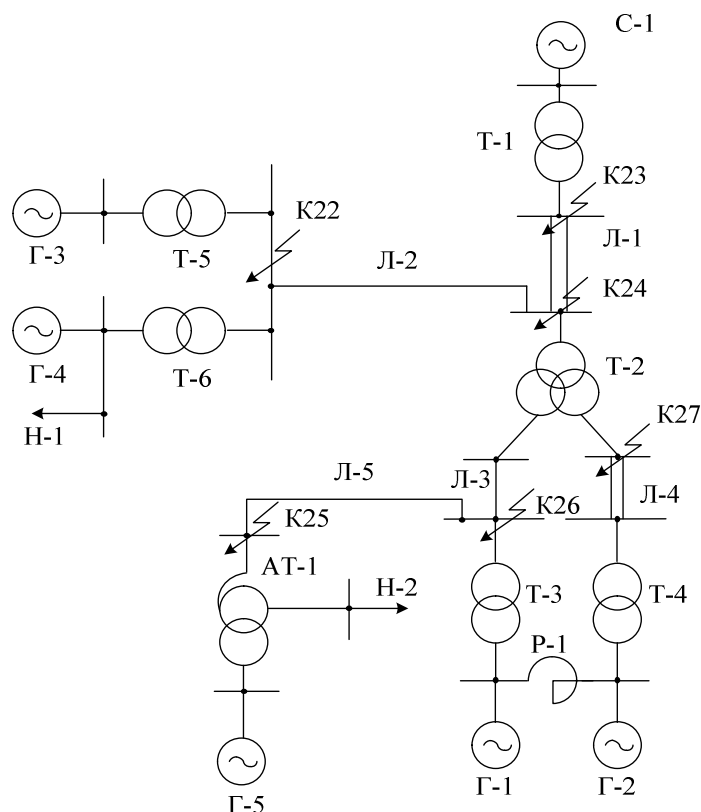 С-1
Т-1
К23
Л-1
К22
Г-3
Т-5
Л-2
К24
Г-4
Т-6
Т-2
Н-1
К27
Л-5
Л-3
Л-4
К25
К26
АТ-1
Н-2
Т-3
Т-4
Р-1
Г-5
Г-1
Г-2